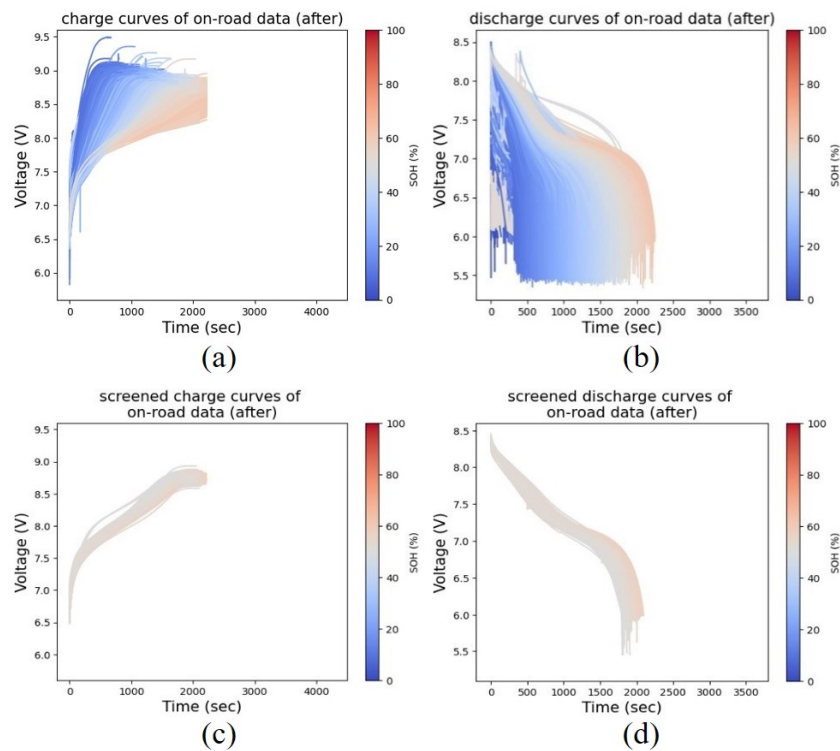 charge curves of on-road data (after)
9.5
9.0
8.5
8.0
7.5
7.0
6.5
6.0
Voltage (V)
0 1000 2000 3000 4000
Time (sec)
100
80
60
40
20
0
SOH (%)
(a)
discharge curves of on-road data (after)
8.5
8.0
7.5
7.0
6.5
6.0
5.5
Voltage (V)
0 500 1000 1500 2000 2500 3000 3500
Time (sec)
100
80
60
40
20
0
SOH (%)
(b)
screened charge curves of
on-road data (after)
9.5
9.0
8.5
8.0
7.5
7.0
6.5
6.0
Voltage (V)
0 1000 2000 3000 4000
Time (sec)
100
80
60
40
20
0
SOH (%)
(c)
screened discharge curves of
on-road data (after)
8.5
8.0
7.5
7.0
6.5
6.0
5.5
Voltage (V)
0 500 1000 1500 2000 2500 3000 3500
Time (sec)
100
80
60
40
20
0
SOH (%)
(d)